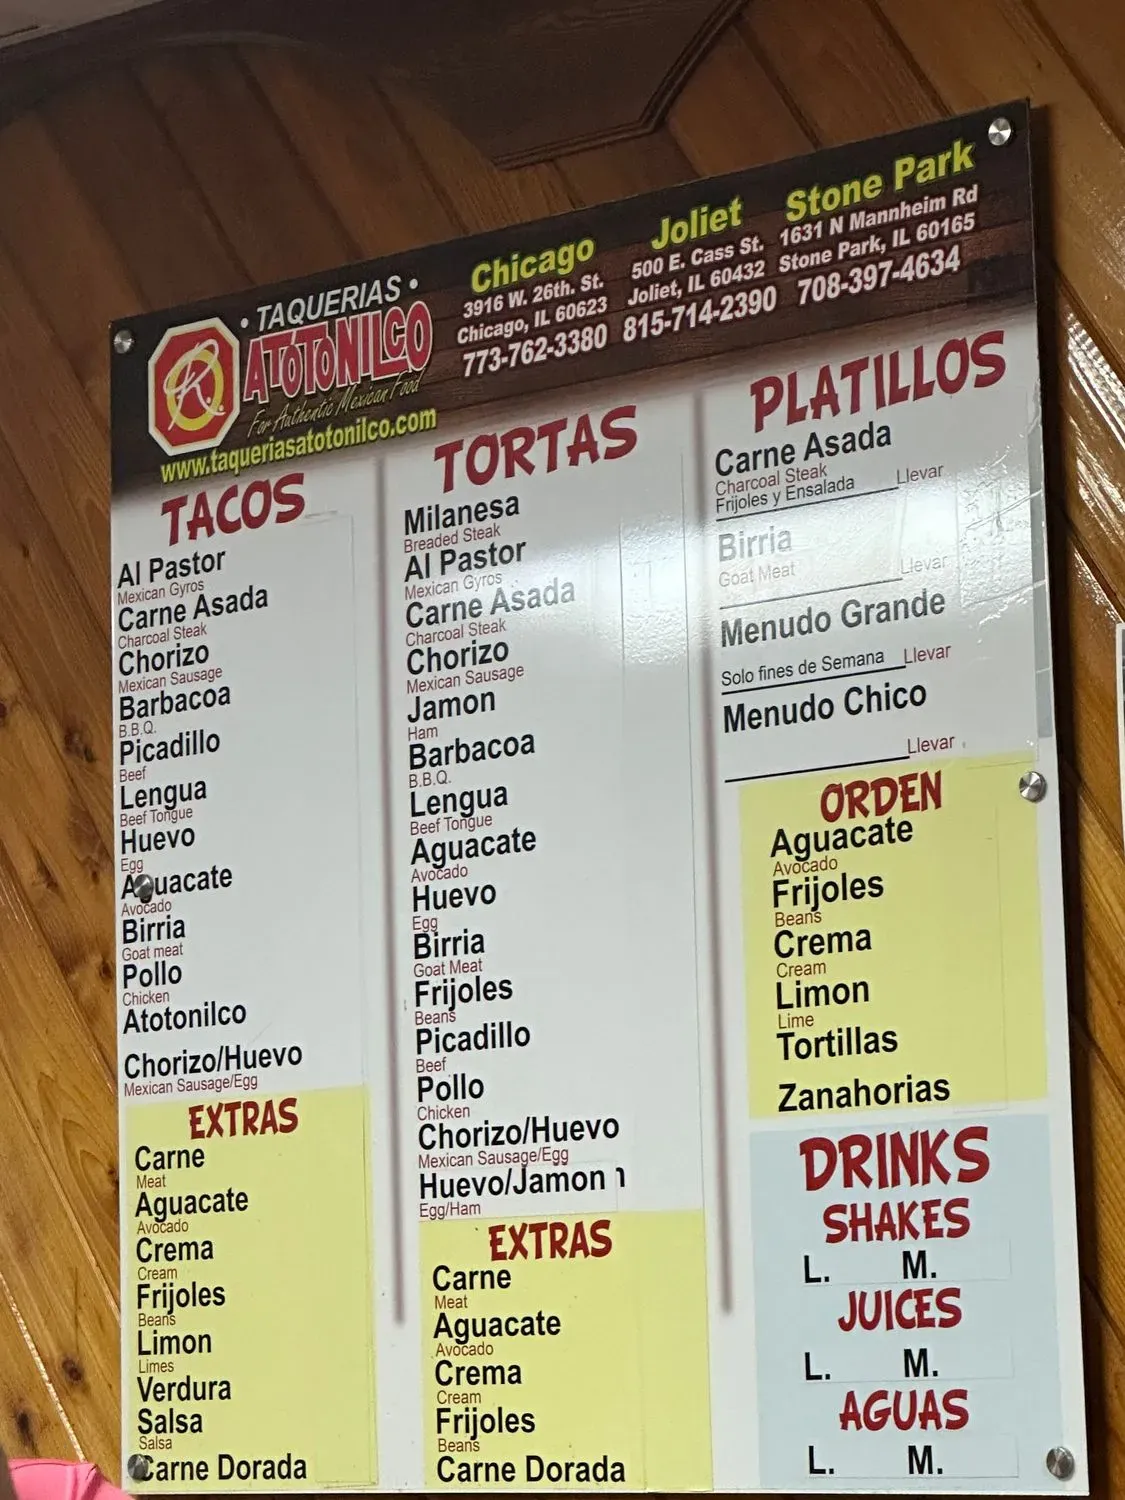 • TAQUERIAS •
ATOTONILCO
For Authentic Mexican Food
www.taqueriasatotonilco.com
Chicago
3916 W. 26th. St.
Chicago, IL 60623
773-762-3380
Joliet
500 E. Cass St.
Joliet, IL 60432
815-714-2390
Stone Park
1631 N Mannheim Rd
Stone Park, IL 60165
708-397-4634
TACOS
Al Pastor
Mexican Gyros
Carne Asada
Charcoal Steak
Chorizo
Mexican Sausage
Barbacoa
B.B.Q.
Picadillo
Beef
Lengua
Beef Tongue
Huevo
Egg
Aguacate
Avocado
Birria
Goat meat
Pollo
Chicken
Atotonilco
Chorizo/Huevo
Mexican Sausage/Egg
EXTRAS
Carne
Meat
Aguacate
Avocado
Crema
Cream
Frijoles
Beans
Limon
Limes
Verdura
Salsa
Salsa
Carne Dorada
TORTAS
Milanesa
Breaded Steak
Al Pastor
Mexican Gyros
Carne Asada
Charcoal Steak
Chorizo
Mexican Sausage
Jamon
Ham
Barbacoa
B.B.Q.
Lengua
Beef Tongue
Aguacate
Avocado
Huevo
Egg
Birria
Goat Meat
Frijoles
Beans
Picadillo
Beef
Pollo
Chicken
Chorizo/Huevo
Mexican Sausage/Egg
Huevo/Jamon
Egg/Ham
EXTRAS
Carne
Meat
Aguacate
Avocado
Crema
Cream
Frijoles
Beans
Carne Dorada
PLATILLOS
Carne Asada
Charcoal Steak
Frijoles y Ensalada Llevar
Birria
Goat Meat Llevar
Menudo Grande
Solo fines de Semana Llevar
Menudo Chico
Llevar
ORDEN
Aguacate
Avocado
Frijoles
Beans
Crema
Cream
Limon
Lime
Tortillas
Zanahorias
DRINKS
SHAKES
L. M.
JUICES
L. M.
AGUAS
L. M.